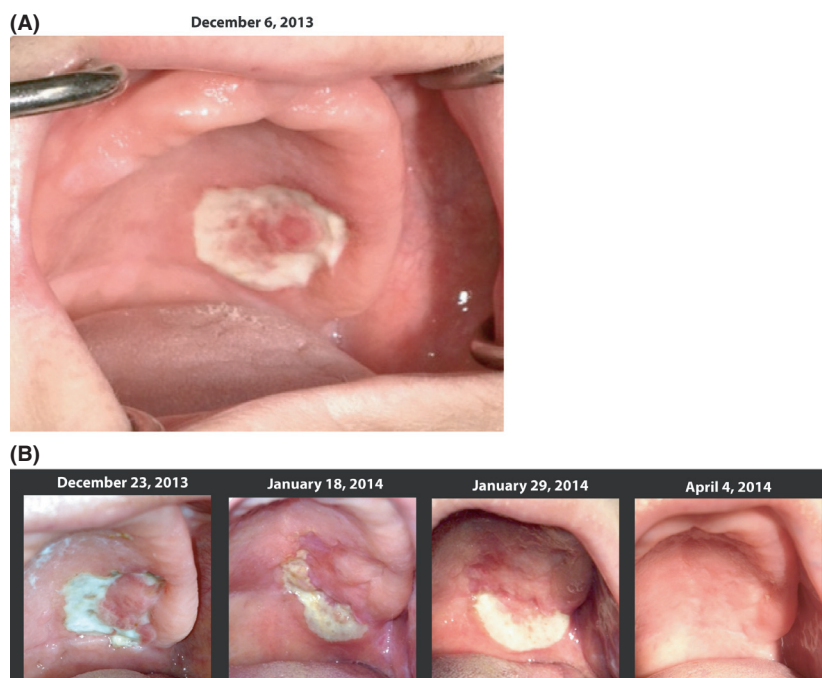 (A)
December 6, 2013
(B)
December 23, 2013
January 18, 2014
January 29, 2014
April 4, 2014